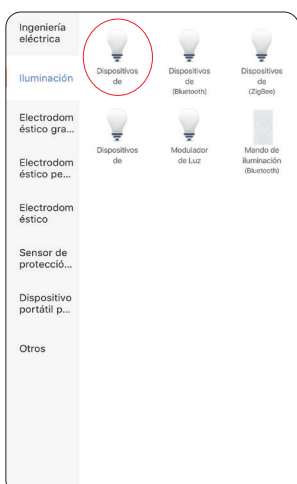 Ingeniería
eléctrica
Iluminación
Electrodom
éstico gra...
Electrodom
éstico pe...
Electrodom
éstico
Sensor de
protecció...
Dispositivo
portátil p...
Otros
Dispositivos
de
Dispositivos
de
(Bluetooth)
Dispositivos
de
(ZigBee)
Dispositivos
de
Modulador
de Luz
Mando de
iluminación
(Bluetooth)